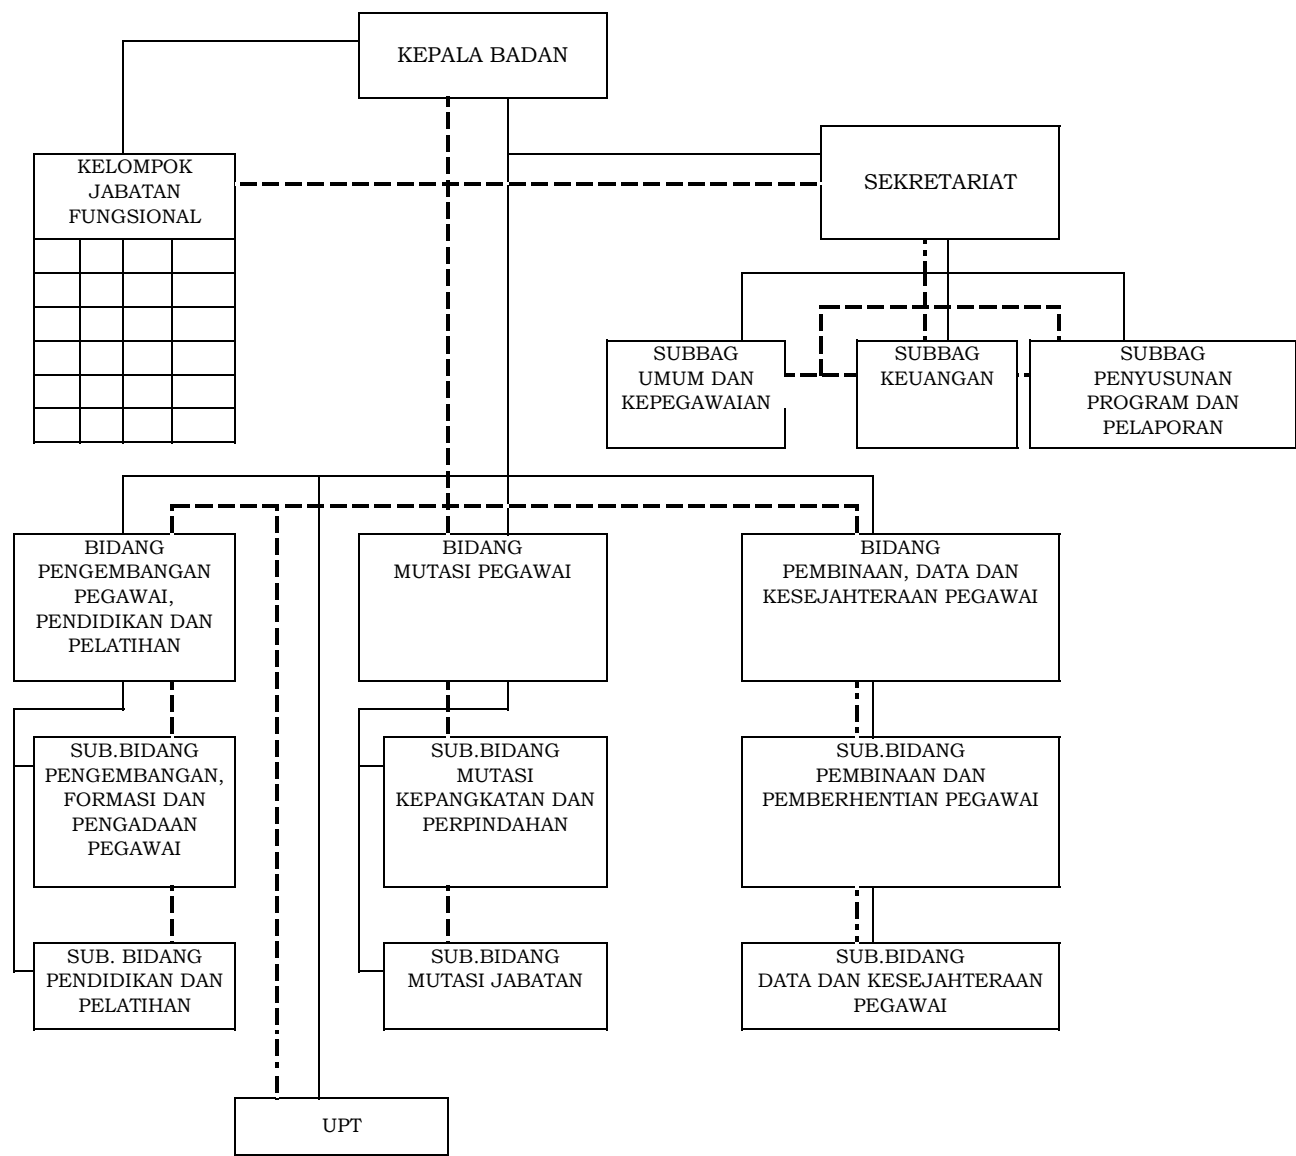 KEPALA BADAN
KELOMPOK
JABATAN
FUNGSIONAL
SEKRETARIAT
SUBBAG
UMUM DAN
KEPEGAWAIAN
SUBBAG
KEUANGAN
SUBBAG
PENYUSUNAN
PROGRAM DAN
PELAPORAN
BIDANG
PENGEMBANGAN
PEGAWAI,
PENDIDIKAN DAN
PELATIHAN
BIDANG
MUTASI PEGAWAI
BIDANG
PEMBINAAN, DATA DAN
KESEJAHTERAAN PEGAWAI
SUB.BIDANG
PENGEMBANGAN,
FORMASI DAN
PENGADAAN
PEGAWAI
SUB.BIDANG
MUTASI
KEPANGKATAN DAN
PERPINDAHAN
SUB.BIDANG
PEMBINAAN DAN
PEMBERHENTIAN PEGAWAI
SUB. BIDANG
PENDIDIKAN DAN
PELATIHAN
SUB.BIDANG
MUTASI JABATAN
SUB.BIDANG
DATA DAN KESEJAHTERAAN
PEGAWAI
UPT